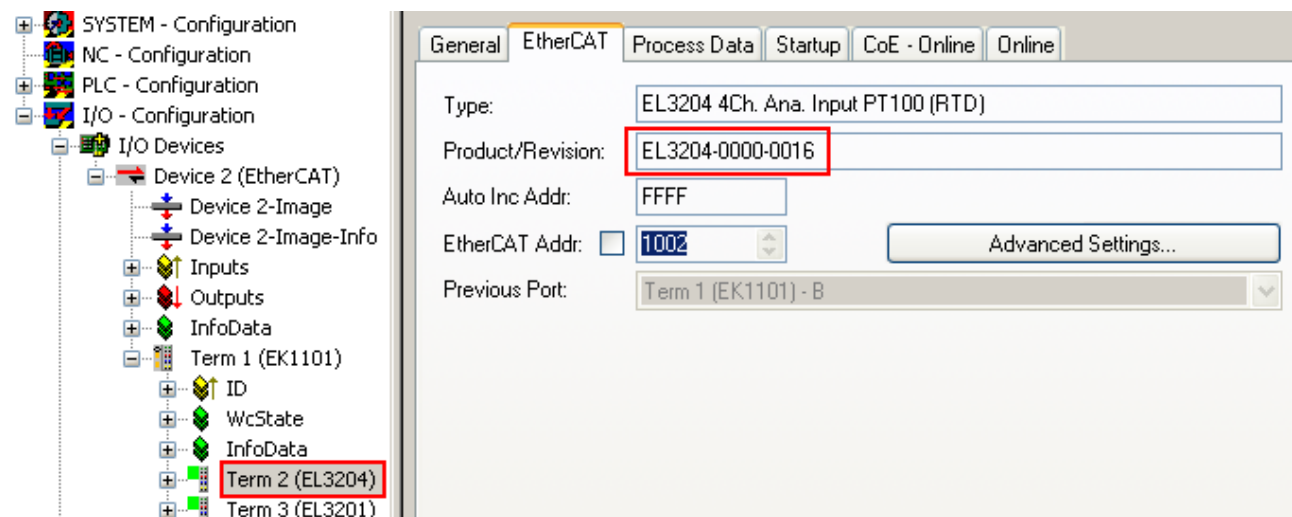 SYSTEM - Configuration
NC - Configuration
PLC - Configuration
I/O - Configuration
I/O Devices
Device 2 (EtherCAT)
Device 2-Image
Device 2-Image-Info
Inputs
Outputs
InfoData
Term 1 (EK1101)
ID
WcState
InfoData
Term 2 (EL3204)
Term 3 (EL3201)
General EtherCAT Process Data Startup CoE - Online Online
Type: EL3204 4Ch. Ana. Input PT100 (RTD)
Product/Revision: EL3204-0000-0016
Auto Inc Addr: FFFF
EtherCAT Addr: 1002 Advanced Settings...
Previous Port: Term 1 (EK1101) - B